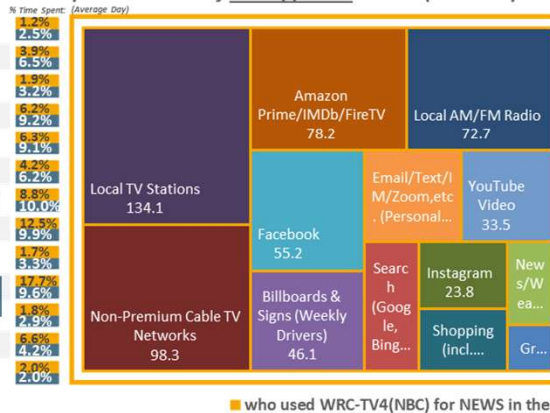 % Time Spent: (Average Day)
1.2%
2.5%
3.9%
6.5%
1.9%
3.2%
6.2%
9.2%
6.3%
9.1%
4.2%
6.2%
8.8%
10.0%
12.5%
9.9%
1.7%
3.3%
17.7%
9.6%
1.8%
2.9%
6.6%
4.2%
2.0%
2.0%
Local TV Stations
134.1
Non-Premium Cable TV
Networks
98.3
Amazon
Prime/IMDb/FireTV
78.2
Local AM/FM Radio
72.7
Facebook
55.2
Billboards &
Signs (Weekly
Drivers)
46.1
Email/Text/I
M/Zoom,etc
. (Personal...
YouTube
Video
33.5
Searc
h
(Goog
le,
Bing...
Instagram
23.8
Shopping
(incl....
New
s/W
ea...
Gr...
who used WRC-TV4(NBC) for NEWS in the